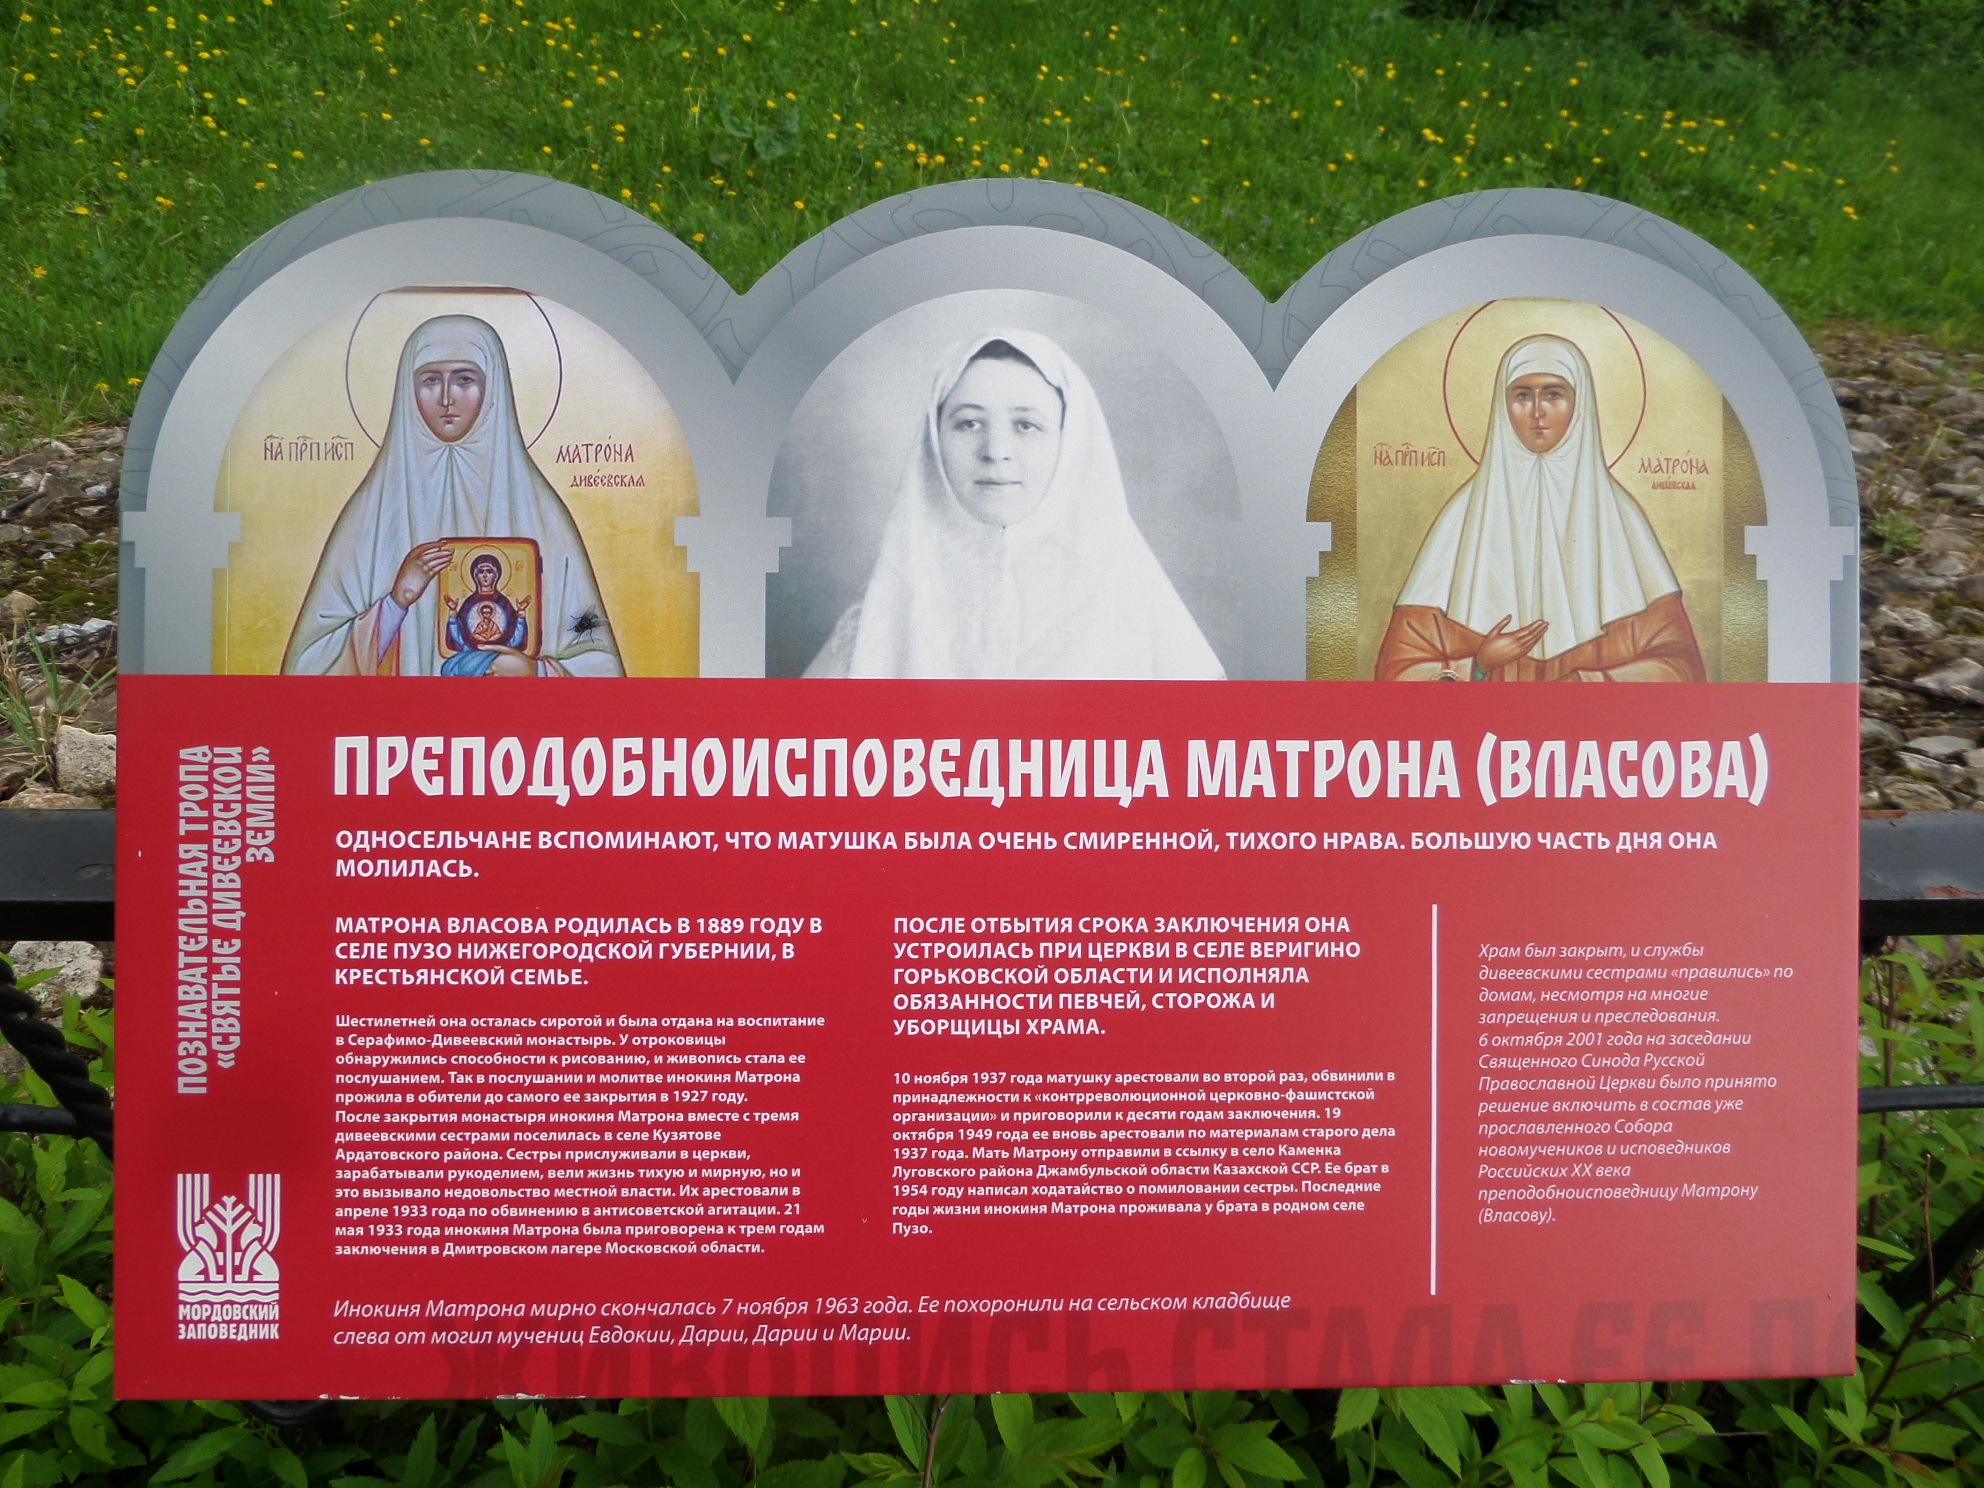 НА ПРП ИСП
МАТРО́НА
ДИВЕ́ЕВСКАЯ
НА ПРП ИСП
МАТРО́НА
ДИВЕ́ЕВСКАЯ
ПОЗНАВАТЕЛЬНАЯ ТРОПА
«СВЯТЫЕ ДИВЕЕВСКОЙ
ЗЕМЛИ»
МОРДОВСКИЙ
ЗАПОВЕДНИК
ПРЕПОДОБНОИСПОВЕДНИЦА МАТРОНА (ВЛАСОВА)
ОДНОСЕЛЬЧАНЕ ВСПОМИНАЮТ, ЧТО МАТУШКА БЫЛА ОЧЕНЬ СМИРЕННОЙ, ТИХОГО НРАВА. БОЛЬШУЮ ЧАСТЬ ДНЯ ОНА
МОЛИЛАСЬ.
МАТРОНА ВЛАСОВА РОДИЛАСЬ В 1889 ГОДУ В
СЕЛЕ ПУЗО НИЖЕГОРОДСКОЙ ГУБЕРНИИ, В
КРЕСТЬЯНСКОЙ СЕМЬЕ.
Шестилетней она осталась сиротой и была отдана на воспитание
в Серафимо-Дивеевский монастырь. У отроковицы
обнаружились способности к рисованию, и живопись стала ее
послушанием. Так в послушании и молитве инокиня Матрона
прожила в обители до самого ее закрытия в 1927 году.
После закрытия монастыря инокиня Матрона вместе с тремя
дивеевскими сестрами поселилась в селе Кузятове
Ардатовского района. Сестры прислуживали в церкви,
зарабатывали рукоделием, вели жизнь тихую и мирную, но и
это вызывало недовольство местной власти. Их арестовали в
апреле 1933 года по обвинению в антисоветской агитации. 21
мая 1933 года инокиня Матрона была приговорена к трем годам
заключения в Дмитровском лагере Московской области.
ПОСЛЕ ОТБЫТИЯ СРОКА ЗАКЛЮЧЕНИЯ ОНА
УСТРОИЛАСЬ ПРИ ЦЕРКВИ В СЕЛЕ ВЕРИГИНО
ГОРЬКОВСКОЙ ОБЛАСТИ И ИСПОЛНЯЛА
ОБЯЗАННОСТИ ПЕВЧЕЙ, СТОРОЖА И
УБОРЩИЦЫ ХРАМА.
10 ноября 1937 года матушку арестовали во второй раз, обвинили в
принадлежности к «контрреволюционной церковно-фашистской
организации» и приговорили к десяти годам заключения. 19
октября 1949 года ее вновь арестовали по материалам старого дела
1937 года. Мать Матрону отправили в ссылку в село Каменка
Луговского района Джамбульской области Казахской ССР. Ее брат в
1954 году написал ходатайство о помиловании сестры. Последние
годы жизни инокиня Матрона проживала у брата в родном селе
Пузо.
Храм был закрыт, и службы
дивеевскими сестрами «правились» по
домам, несмотря на многие
запрещения и преследования.
6 октября 2001 года на заседании
Священного Синода Русской
Православной Церкви было принято
решение включить в состав уже
прославленного Собора
новомучеников и исповедников
Российских XX века
преподобноисповедницу Матрону
(Власову).
Инокиня Матрона мирно скончалась 7 ноября 1963 года. Ее похоронили на сельском кладбище
слева от могил мучениц Евдокии, Дарии, Дарии и Марии.
ЖИВОПИСЬ СТАЛА ЕЕ ПО